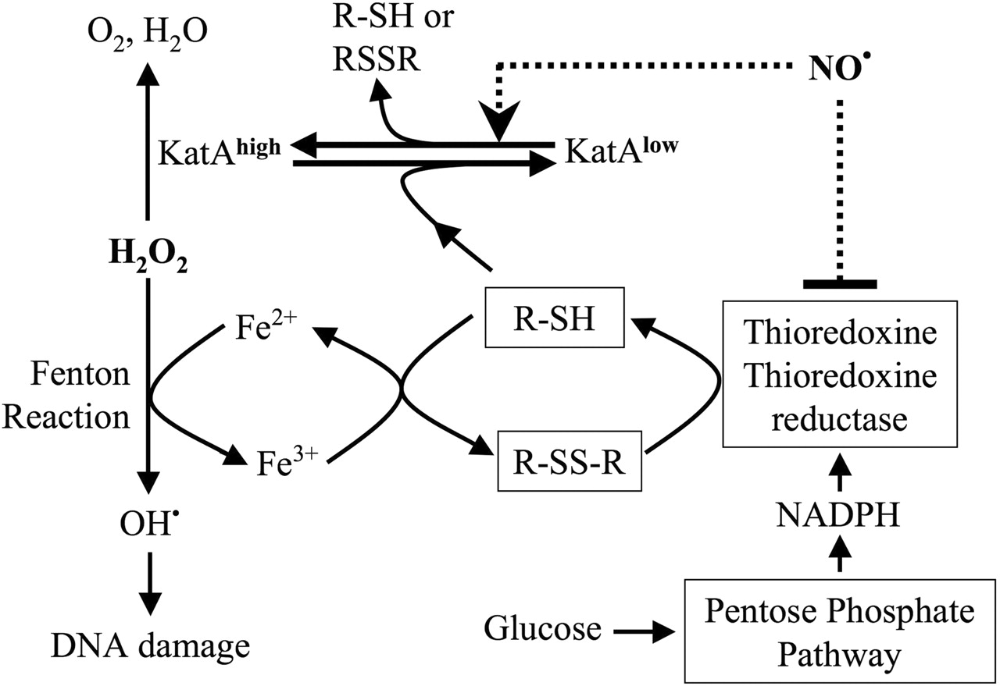 O₂, H₂O
R-SH or
RSSR
NO•
KatAhigh
KatAlow
H₂O₂
Fe²⁺
R-SH
Thioredoxine
Thioredoxine
reductase
Fenton
Reaction
Fe³⁺
R-SS-R
OH•
NADPH
DNA damage
Glucose
Pentose Phosphate
Pathway